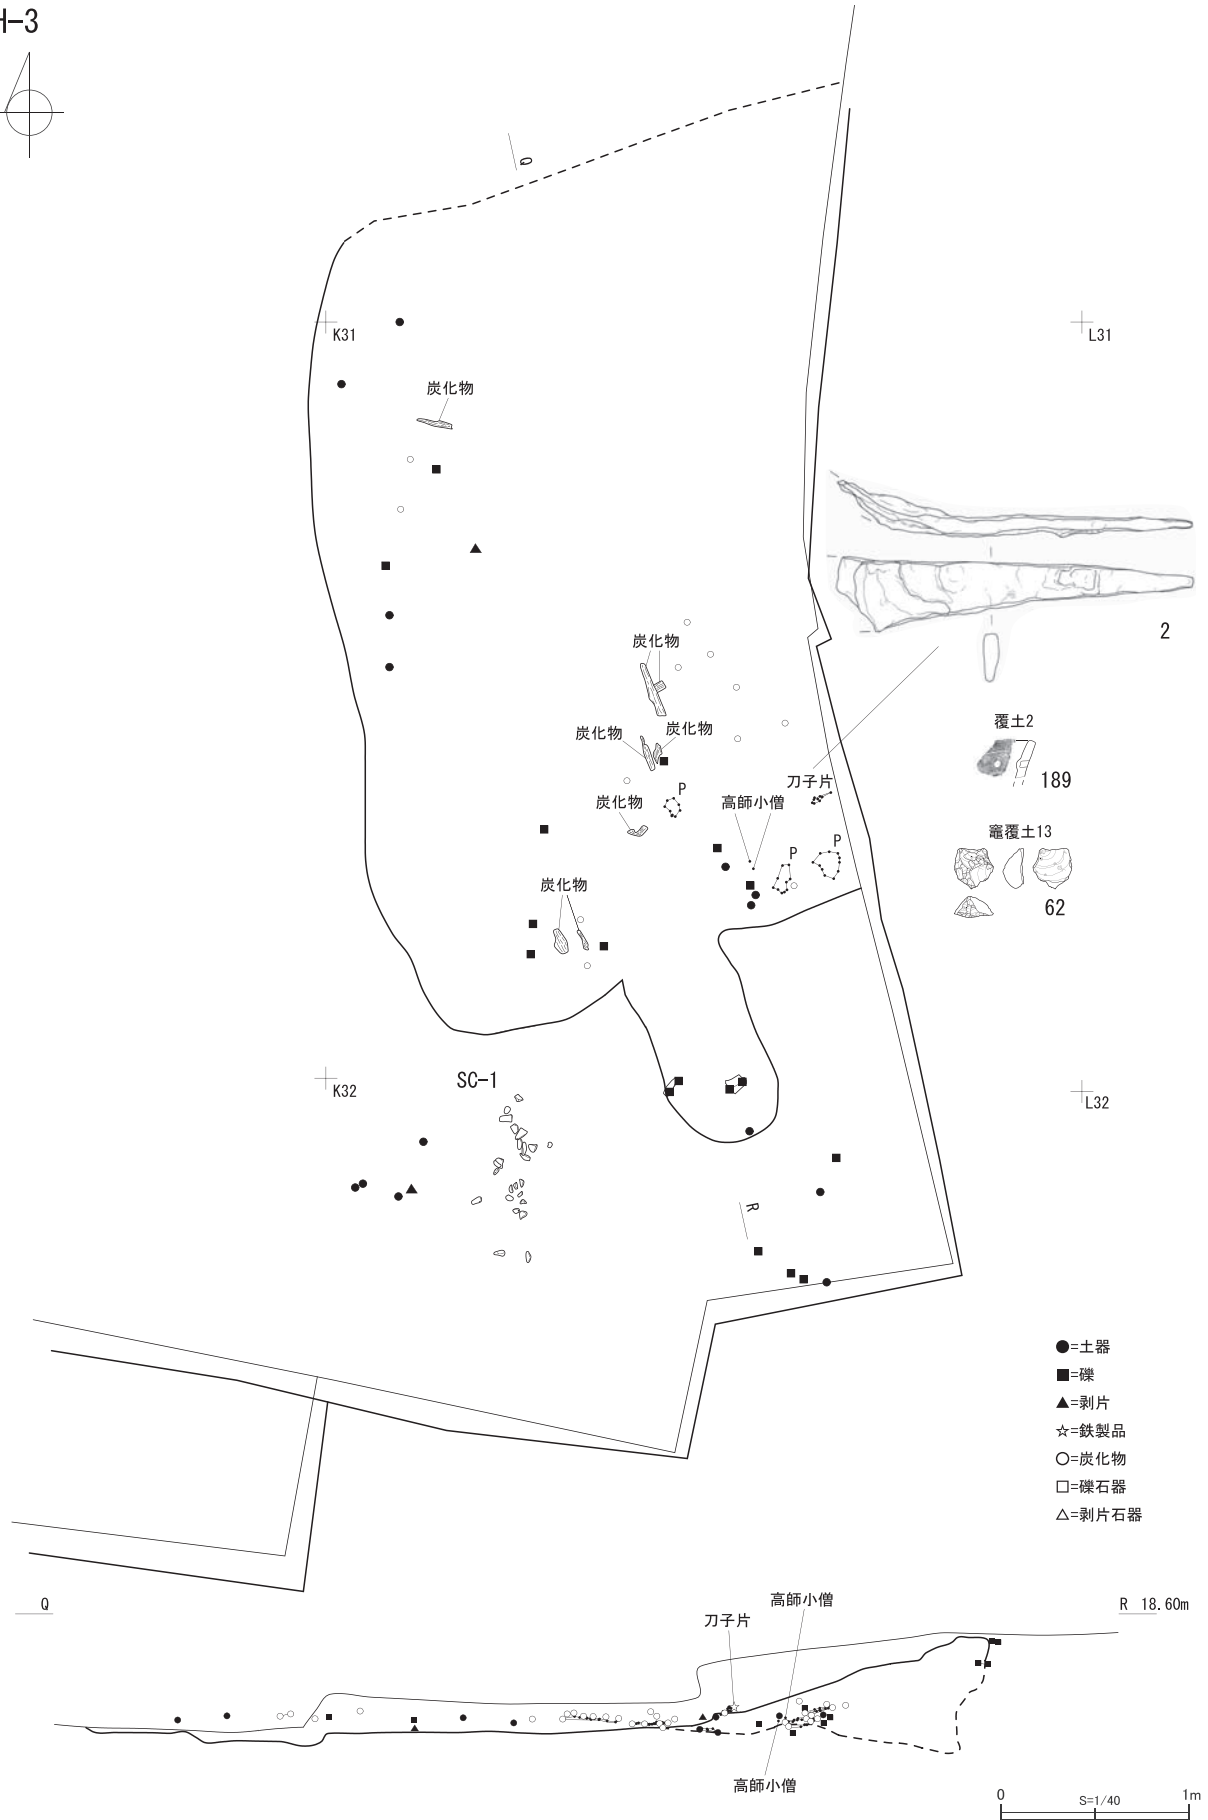 H-3
Q
K31
L31
炭化物
2
炭化物
覆土2
炭化物
炭化物
189
刀子片
炭化物
P
高師小僧
竈覆土13
P
P
炭化物
62
K32
SC-1
L32
R
●=土器
■=礫
▲=剥片
☆=鉄製品
○=炭化物
□=礫石器
△=剥片石器
Q
高師小僧
R 18.60m
刀子片
高師小僧
0
S=1/40
1m